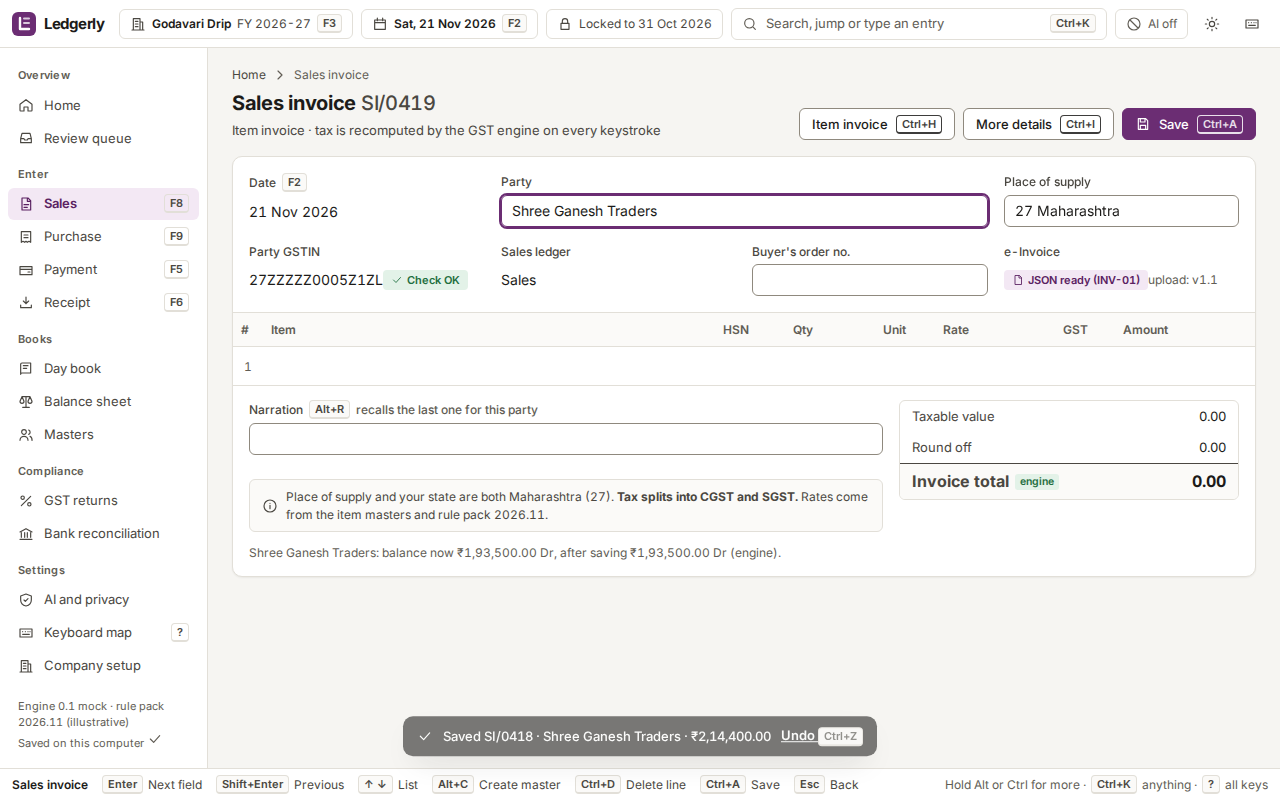 Ledgerly
Godavari Drip FY 2026-27 F3
Sat, 21 Nov 2026 F2
Locked to 31 Oct 2026
Search, jump or type an entry Ctrl+K
AI off
Overview
Home
Review queue
Enter
Sales F8
Purchase F9
Payment F5
Receipt F6
Books
Day book
Balance sheet
Masters
Compliance
GST returns
Bank reconciliation
Settings
AI and privacy
Keyboard map ?
Company setup
Engine 0.1 mock · rule pack
2026.11 (illustrative)
Saved on this computer
Home > Sales invoice
Sales invoice SI/0419
Item invoice · tax is recomputed by the GST engine on every keystroke
Item invoice Ctrl+H
More details Ctrl+I
Save Ctrl+A
Date F2
21 Nov 2026
Party
Shree Ganesh Traders
Place of supply
27 Maharashtra
Party GSTIN
27ZZZZZ0005Z1ZL Check OK
Sales ledger
Sales
Buyer's order no.
e-Invoice
JSON ready (INV-01) upload: v1.1
# Item HSN Qty Unit Rate GST Amount
1
Narration Alt+R recalls the last one for this party
Place of supply and your state are both Maharashtra (27). Tax splits into CGST and SGST. Rates come
from the item masters and rule pack 2026.11.
Shree Ganesh Traders: balance now ₹1,93,500.00 Dr, after saving ₹1,93,500.00 Dr (engine).
Taxable value 0.00
Round off 0.00
Invoice total engine 0.00
Saved SI/0418 · Shree Ganesh Traders · ₹2,14,400.00 Undo Ctrl+Z
Sales invoice Enter Next field Shift+Enter Previous ↑ ↓ List Alt+C Create master Ctrl+D Delete line Ctrl+A Save Esc Back
Hold Alt or Ctrl for more · Ctrl+K anything · ? all keys